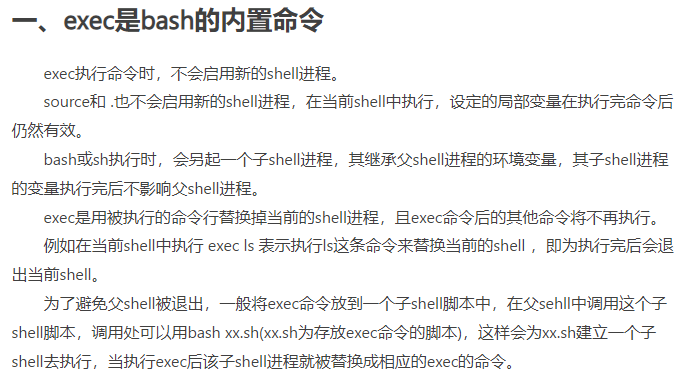 一、exec是bash的内置命令
exec执行命令时，不会启用新的shell进程。
source和 .也不会启用新的shell进程，在当前shell中执行，设定的局部变量在执行完命令后
仍然有效。
bash或sh执行时，会另起一个子shell进程，其继承父shell进程的环境变量，其子shell进程
的变量执行完后不影响父shell进程。
exec是用被执行的命令行替换掉当前的shell进程，且exec命令后的其他命令将不再执行。
例如在当前shell中执行 exec ls 表示执行ls这条命令来替换当前的shell ，即为执行完后会退
出当前shell。
为了避免父shell被退出，一般将exec命令放到一个子shell脚本中，在父sehll中调用这个子
shell脚本，调用处可以用bash xx.sh(xx.sh为存放exec命令的脚本)，这样会为xx.sh建立一个子
shell去执行，当执行exec后该子shell进程就被替换成相应的exec的命令。